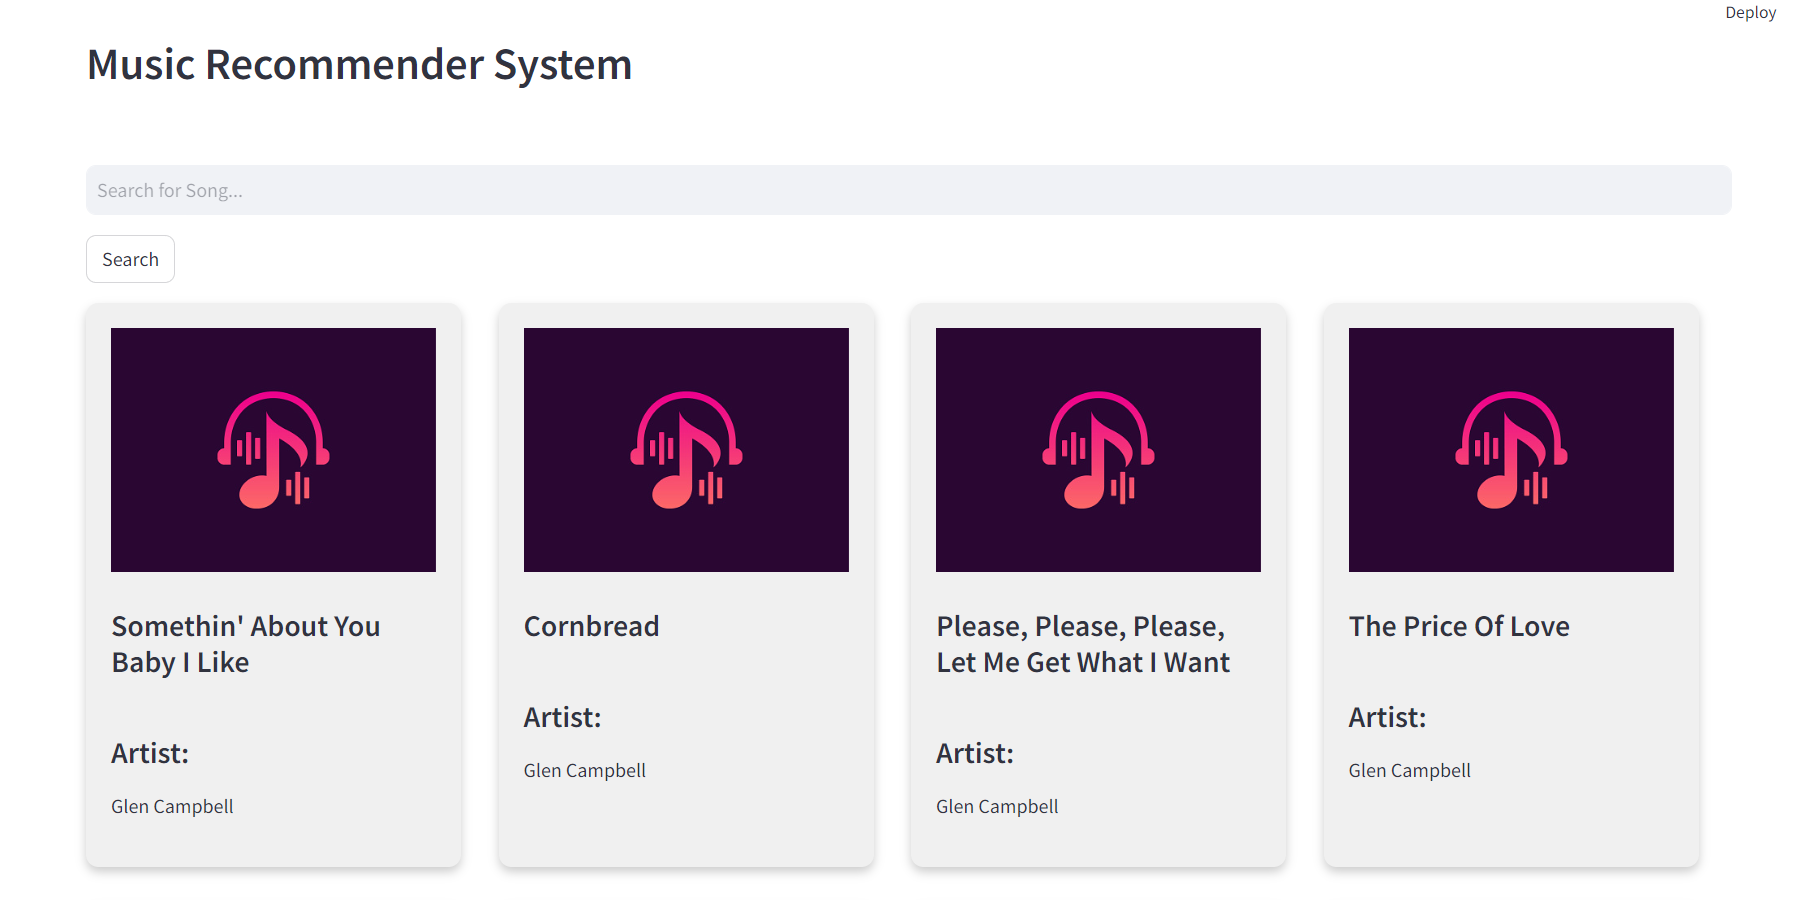 Deploy
Music Recommender System
Search for Song...
Search
Somethin' About You
Baby I Like
Artist:
Glen Campbell
Cornbread
Artist:
Glen Campbell
Please, Please, Please,
Let Me Get What I Want
Artist:
Glen Campbell
The Price Of Love
Artist:
Glen Campbell